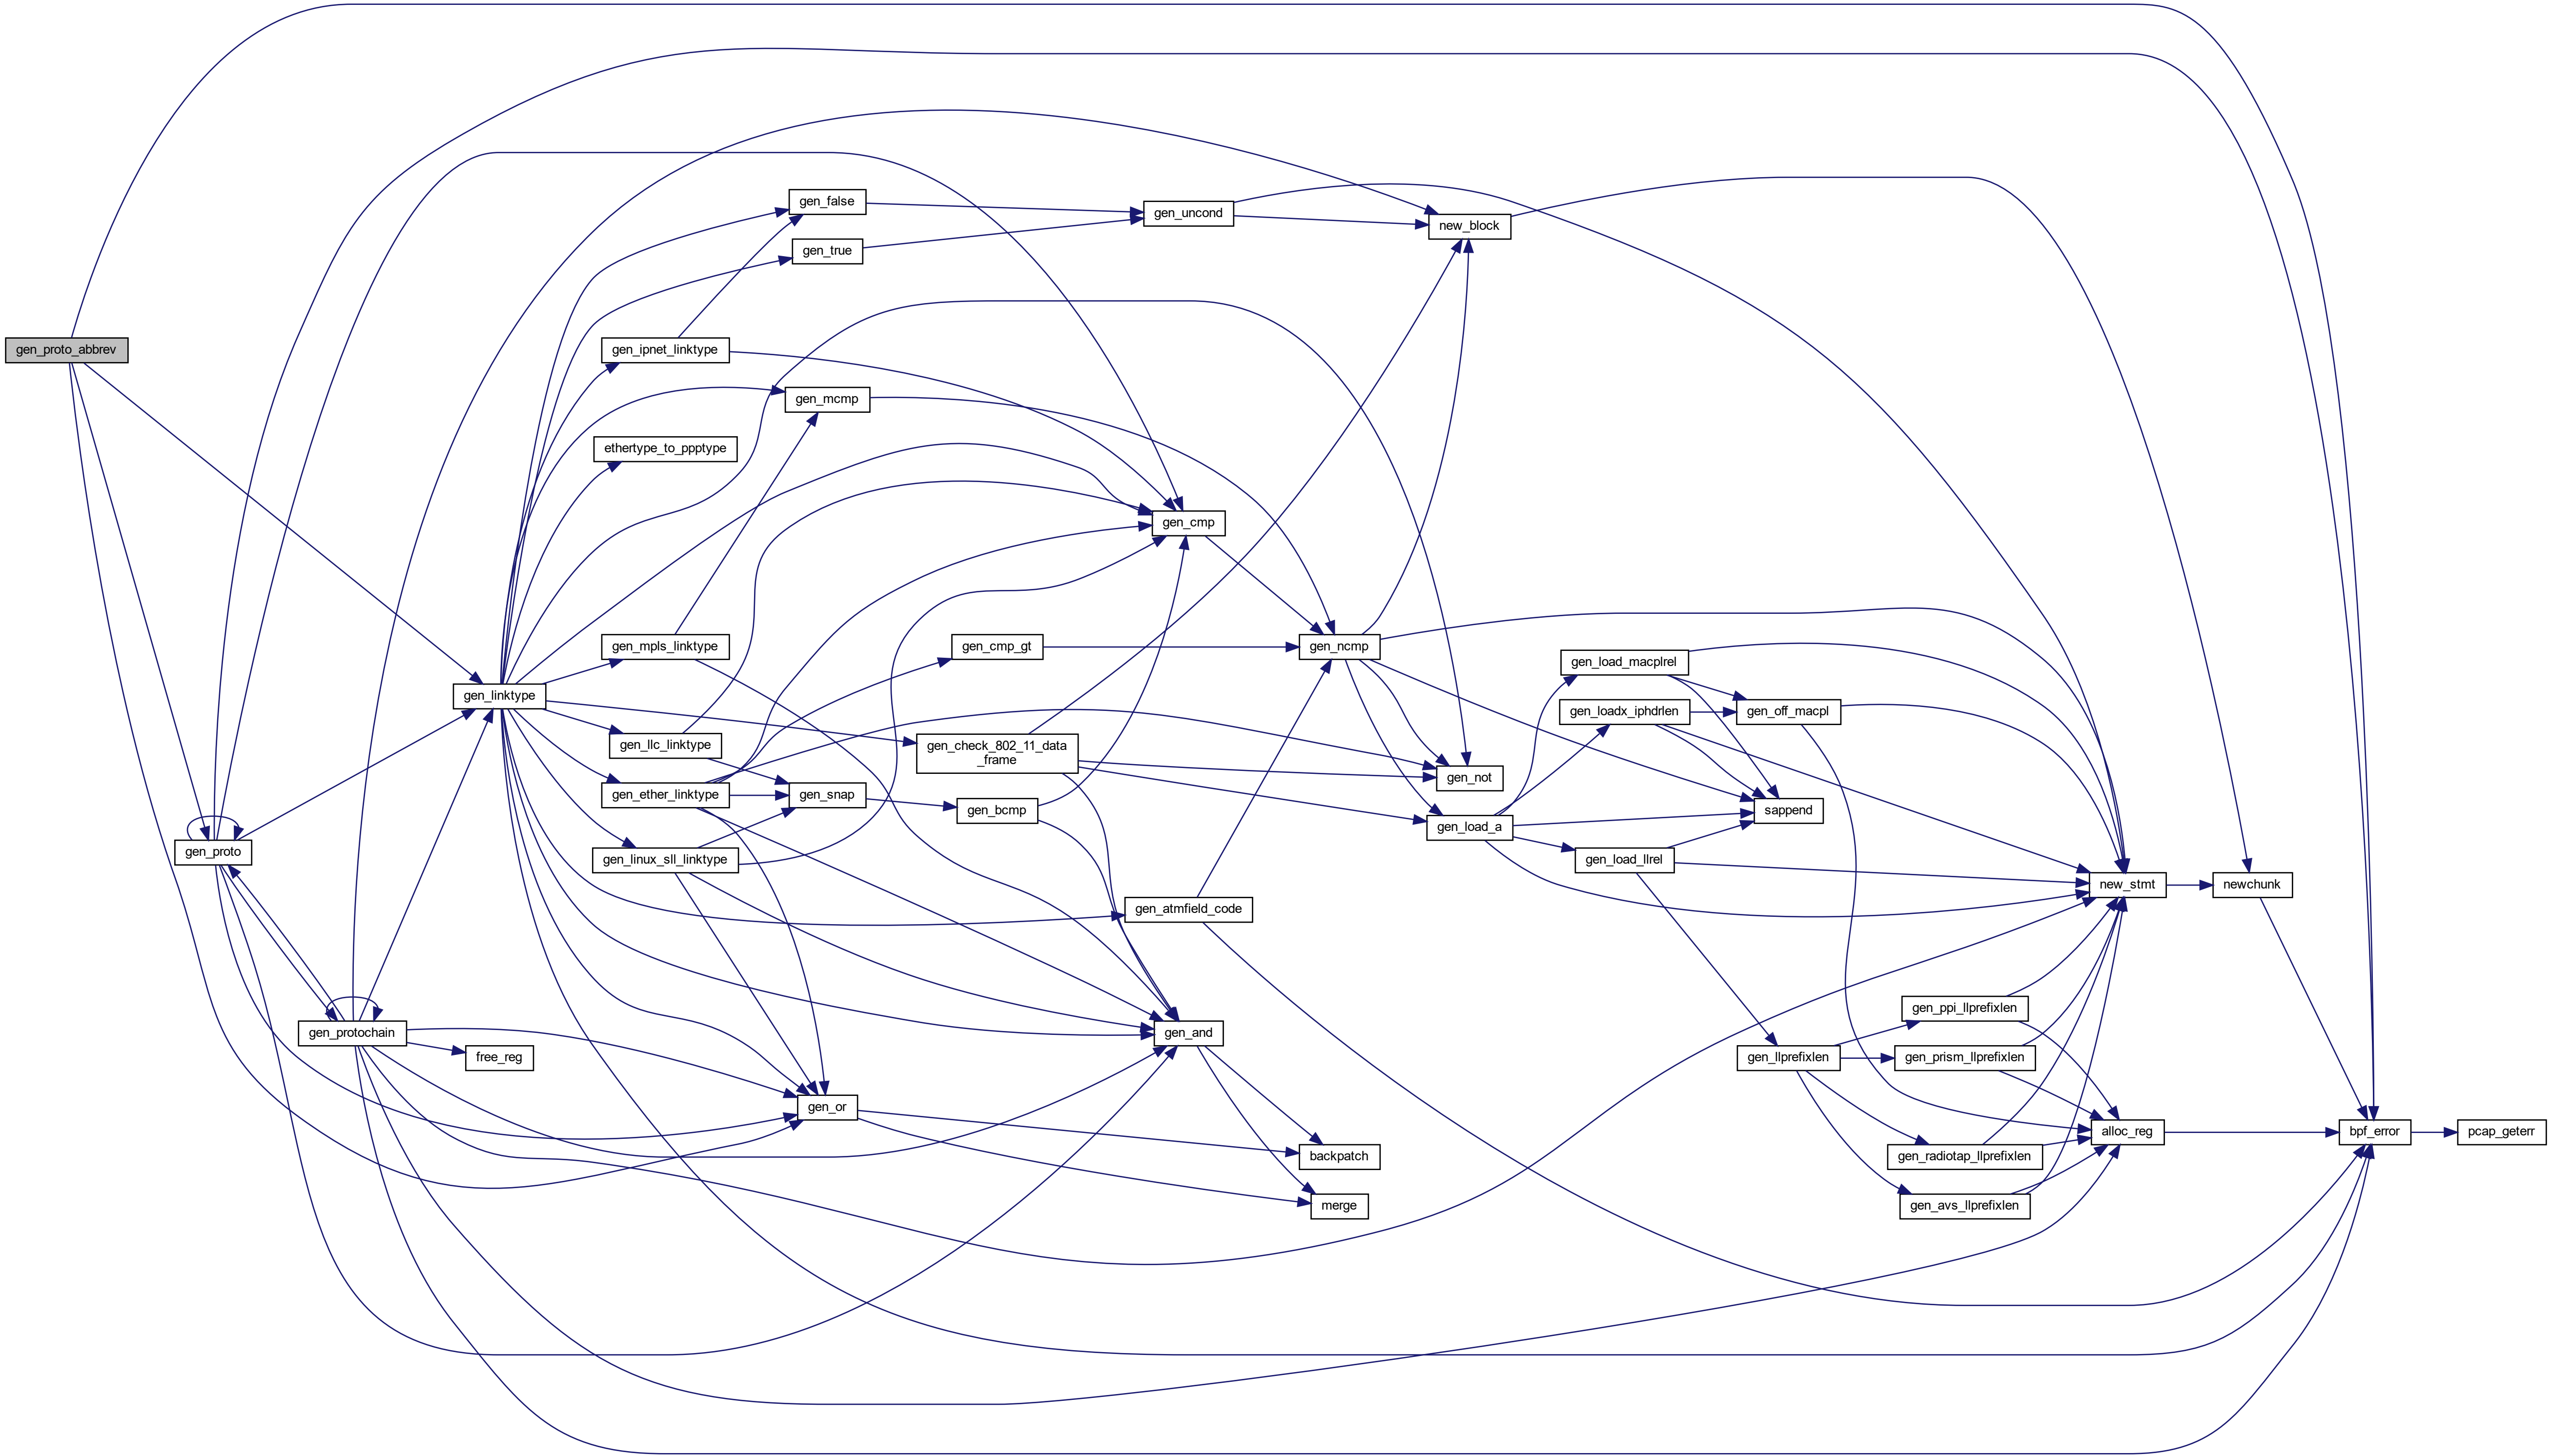 gen_proto_abbrev
gen_proto
gen_protochain
gen_linktype
free_reg
gen_ipnet_linktype
ethertype_to_ppptype
gen_mpls_linktype
gen_llc_linktype
gen_ether_linktype
gen_linux_sll_linktype
gen_false
gen_true
gen_mcmp
gen_snap
gen_or
gen_cmp_gt
gen_check_802_11_data
_frame
gen_bcmp
gen_uncond
gen_cmp
gen_atmfield_code
gen_and
gen_ncmp
backpatch
merge
new_block
gen_not
gen_load_a
gen_load_macplrel
gen_loadx_iphdrlen
gen_load_llrel
gen_off_macpl
sappend
gen_llprefixlen
gen_ppi_llprefixlen
gen_prism_llprefixlen
gen_radiotap_llprefixlen
gen_avs_llprefixlen
new_stmt
alloc_reg
newchunk
bpf_error
pcap_geterr